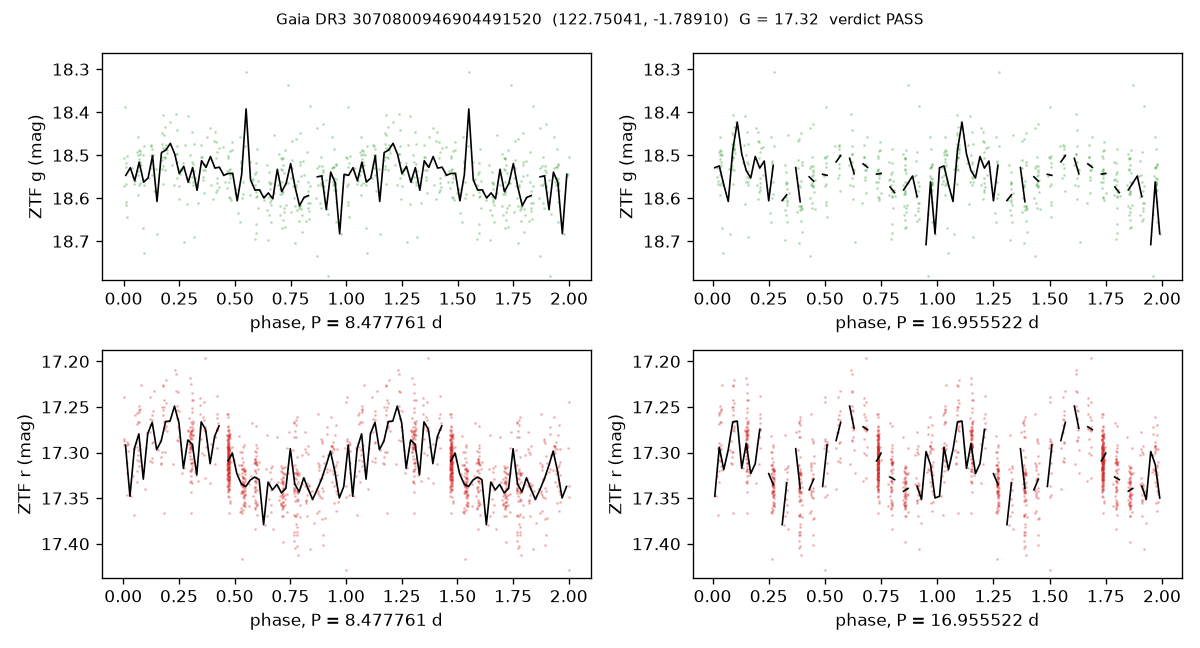 Gaia DR3 3070800946904491520  (122.75041, -1.78910)  G = 17.32  verdict PASS
ZTF g (mag)
18.3
18.4
18.5
18.6
18.7
0.00 0.25 0.50 0.75 1.00 1.25 1.50 1.75 2.00
phase, P = 8.477761 d
ZTF g (mag)
18.3
18.4
18.5
18.6
18.7
0.00 0.25 0.50 0.75 1.00 1.25 1.50 1.75 2.00
phase, P = 16.955522 d
ZTF r (mag)
17.20
17.25
17.30
17.35
17.40
0.00 0.25 0.50 0.75 1.00 1.25 1.50 1.75 2.00
phase, P = 8.477761 d
ZTF r (mag)
17.20
17.25
17.30
17.35
17.40
0.00 0.25 0.50 0.75 1.00 1.25 1.50 1.75 2.00
phase, P = 16.955522 d